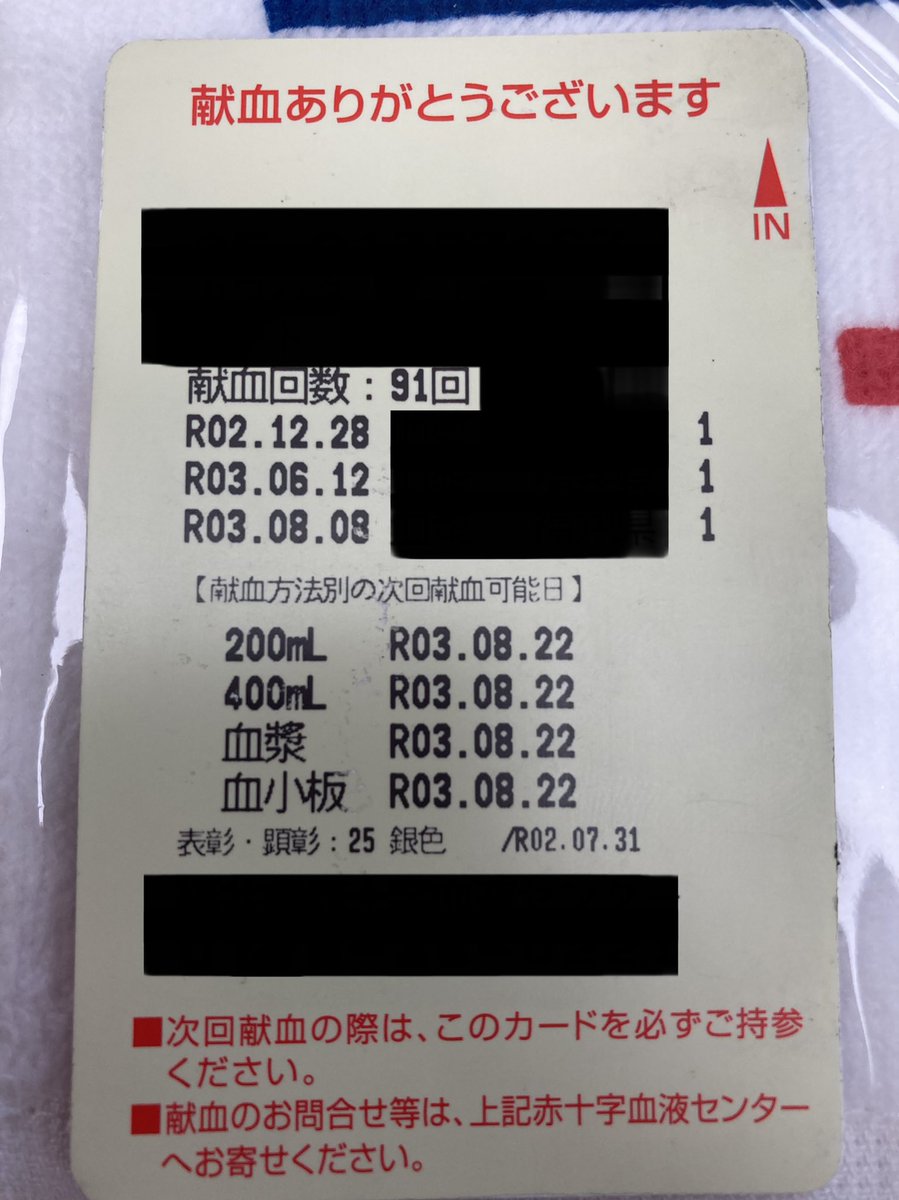 献血ありがとうございます
IN
献血回数:91回
R02.12.28 1
R03.06.12 1
R03.08.08 1
【献血方法別の次回献血可能日】
200mL R03.08.22
400mL R03.08.22
血漿 R03.08.22
血小板 R03.08.22
表彰・顕彰:25 銀色 /R02.07.31
■次回献血の際は、このカードを必ずご持参
ください。
■献血のお問合せ等は、上記赤十字血液センター
へお寄せください。